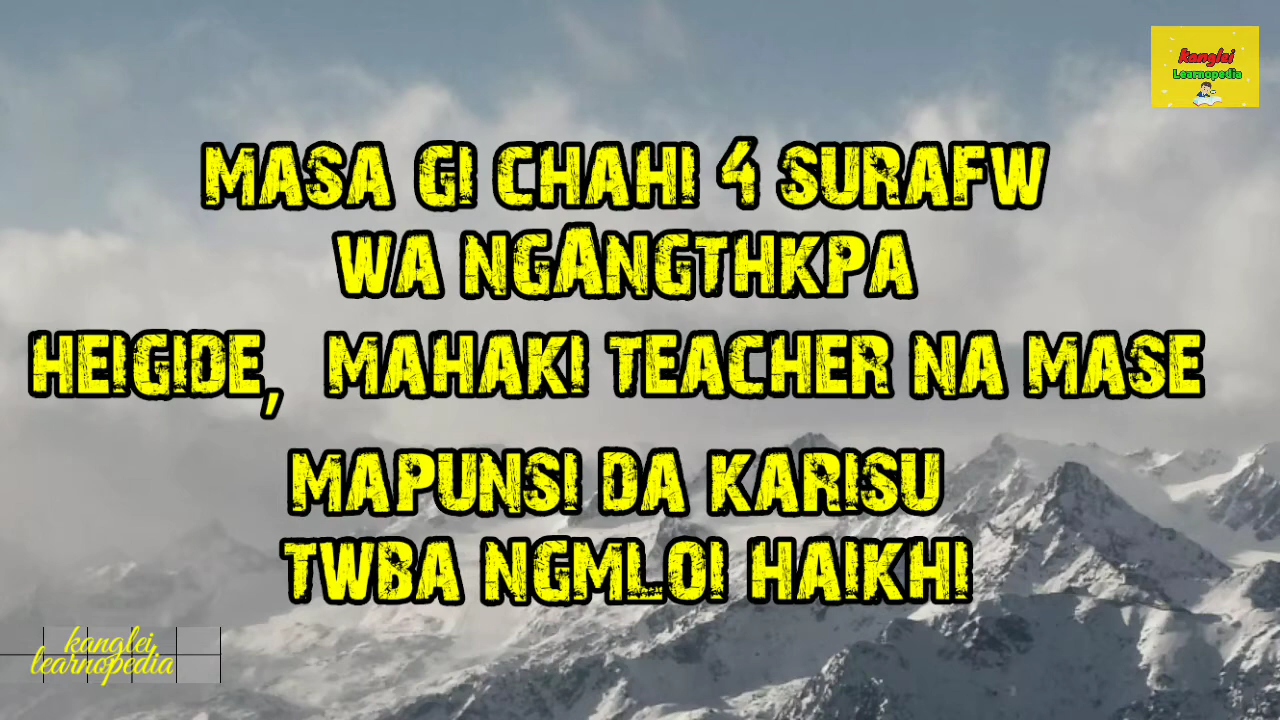 kanglei
Learnopedia
MASA GI CHAHI 4 SURAFW
WA NGANGTHKPA
HEIGIDE, MAHAKI TEACHER NA MASE
MAPUNSI DA KARISU
TWBA NGMLOI HAIKHI
kanglei
learnopedia